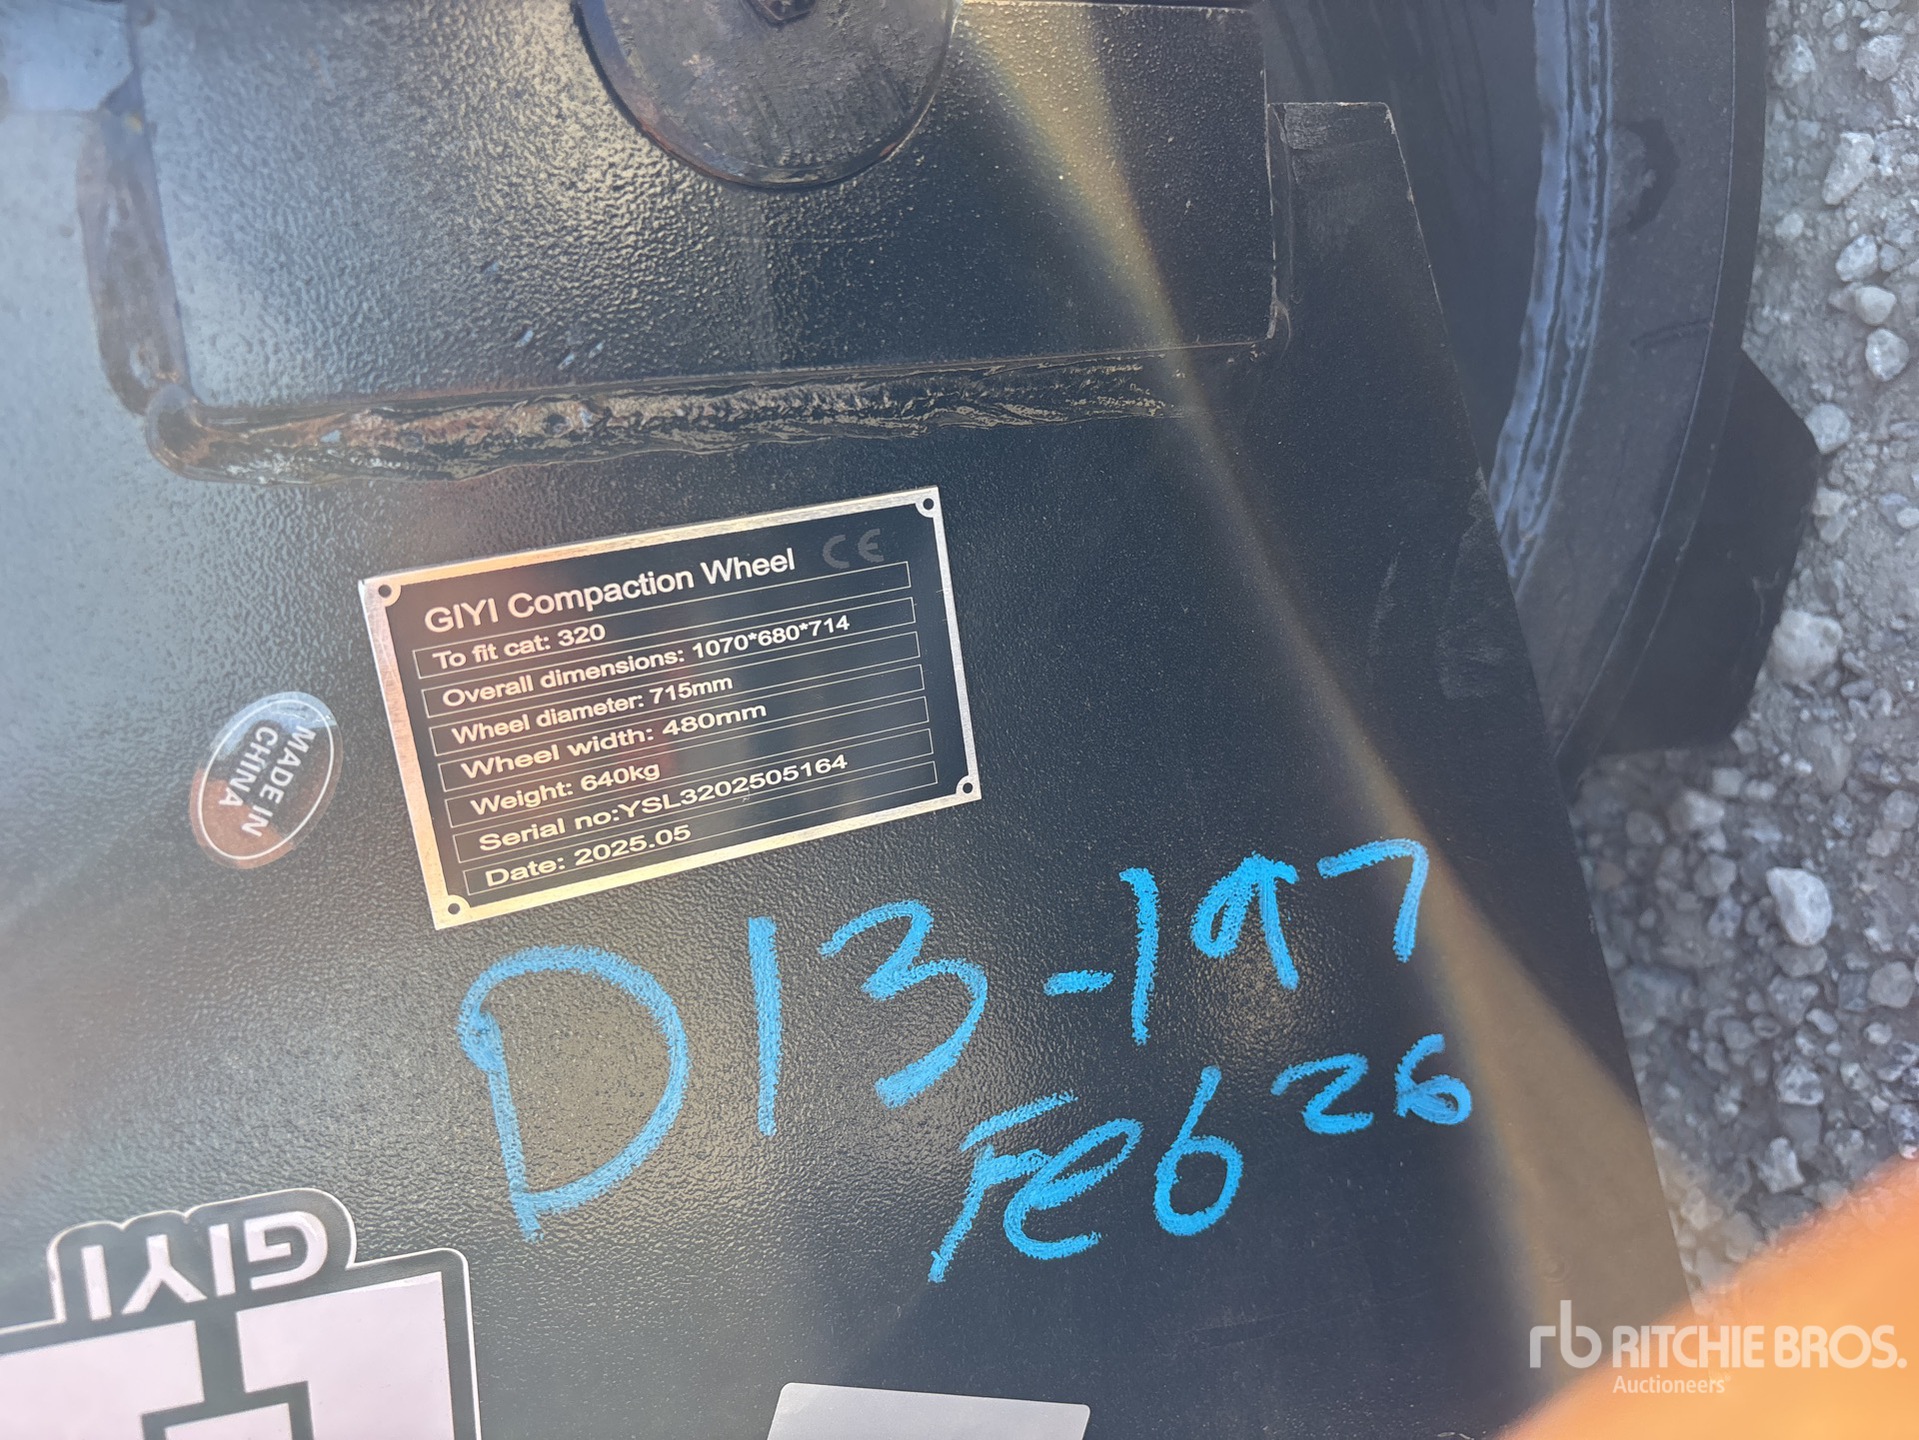 GIYI Compaction Wheel CE
To fit cat: 320
Overall dimensions: 1070*680*714
Wheel diameter: 715mm
Wheel width: 480mm
Weight: 640kg
Serial no:YSL3202505164
Date: 2025.05
MADE IN
CHINA
D13-197
Feb 26
GIYI
rb RITCHIE BROS.
Auctioneers